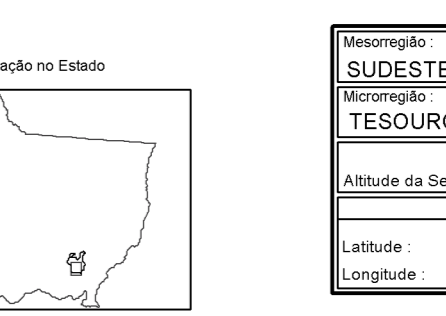 ação no Estado
Mesorregião :
SUDESTE
Microrregião :
TESOURO
Altitude da Se
Latitude :
Longitude :